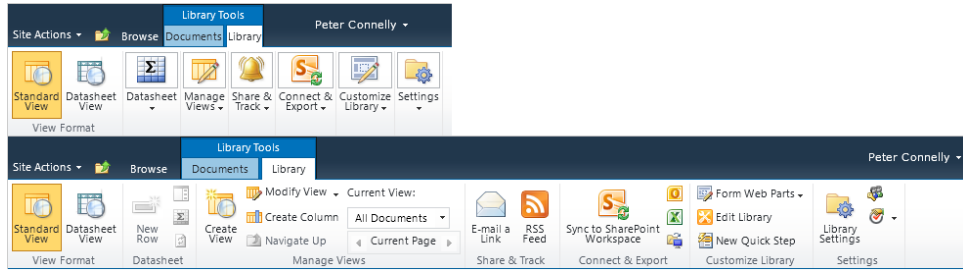 Library Tools
Peter Connelly
Site Actions Browse Documents Library
Standard View
Datasheet View
Datasheet
Manage Views
Share & Track
Connect & Export
Customize Library
Settings
View Format
Library Tools
Peter Connelly
Site Actions Browse Documents Library
Standard View
Datasheet View
New Row
Create View
Modify View
Create Column
Navigate Up
Current View:
All Documents
Current Page
E-mail a Link
RSS Feed
Sync to SharePoint Workspace
Form Web Parts
Edit Library
New Quick Step
Library Settings
View Format Datasheet Manage Views Share & Track Connect & Export Customize Library Settings